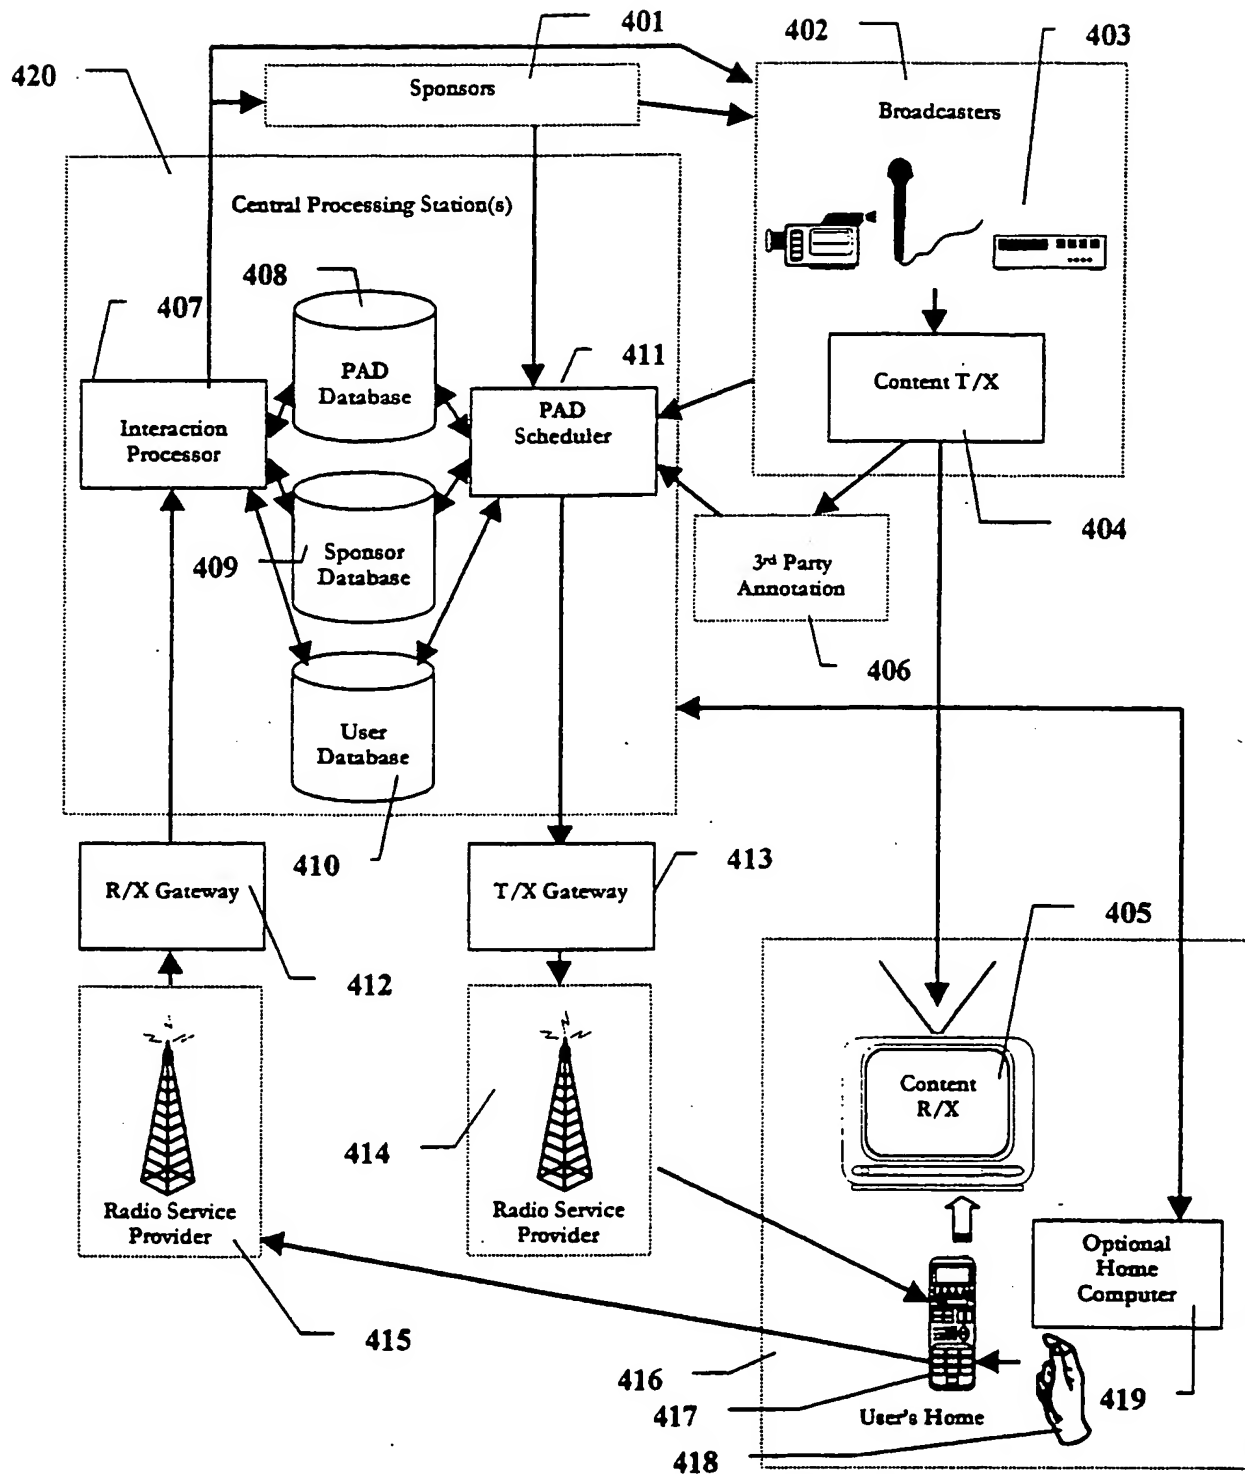 401
402
403
420
Sponsors
Broadcasters
Central Processing Station(s)
408
407
411
PAD
Database
PAD
Scheduler
Content T/X
Interaction
Processor
404
409
Sponsor
Database
3rd Party
Annotation
406
User
Database
410
413
R/X Gateway
T/X Gateway
405
412
Content
R/X
414
Radio Service
Provider
Radio Service
Provider
Optional
Home
Computer
415
416
417
User's Home
419
418